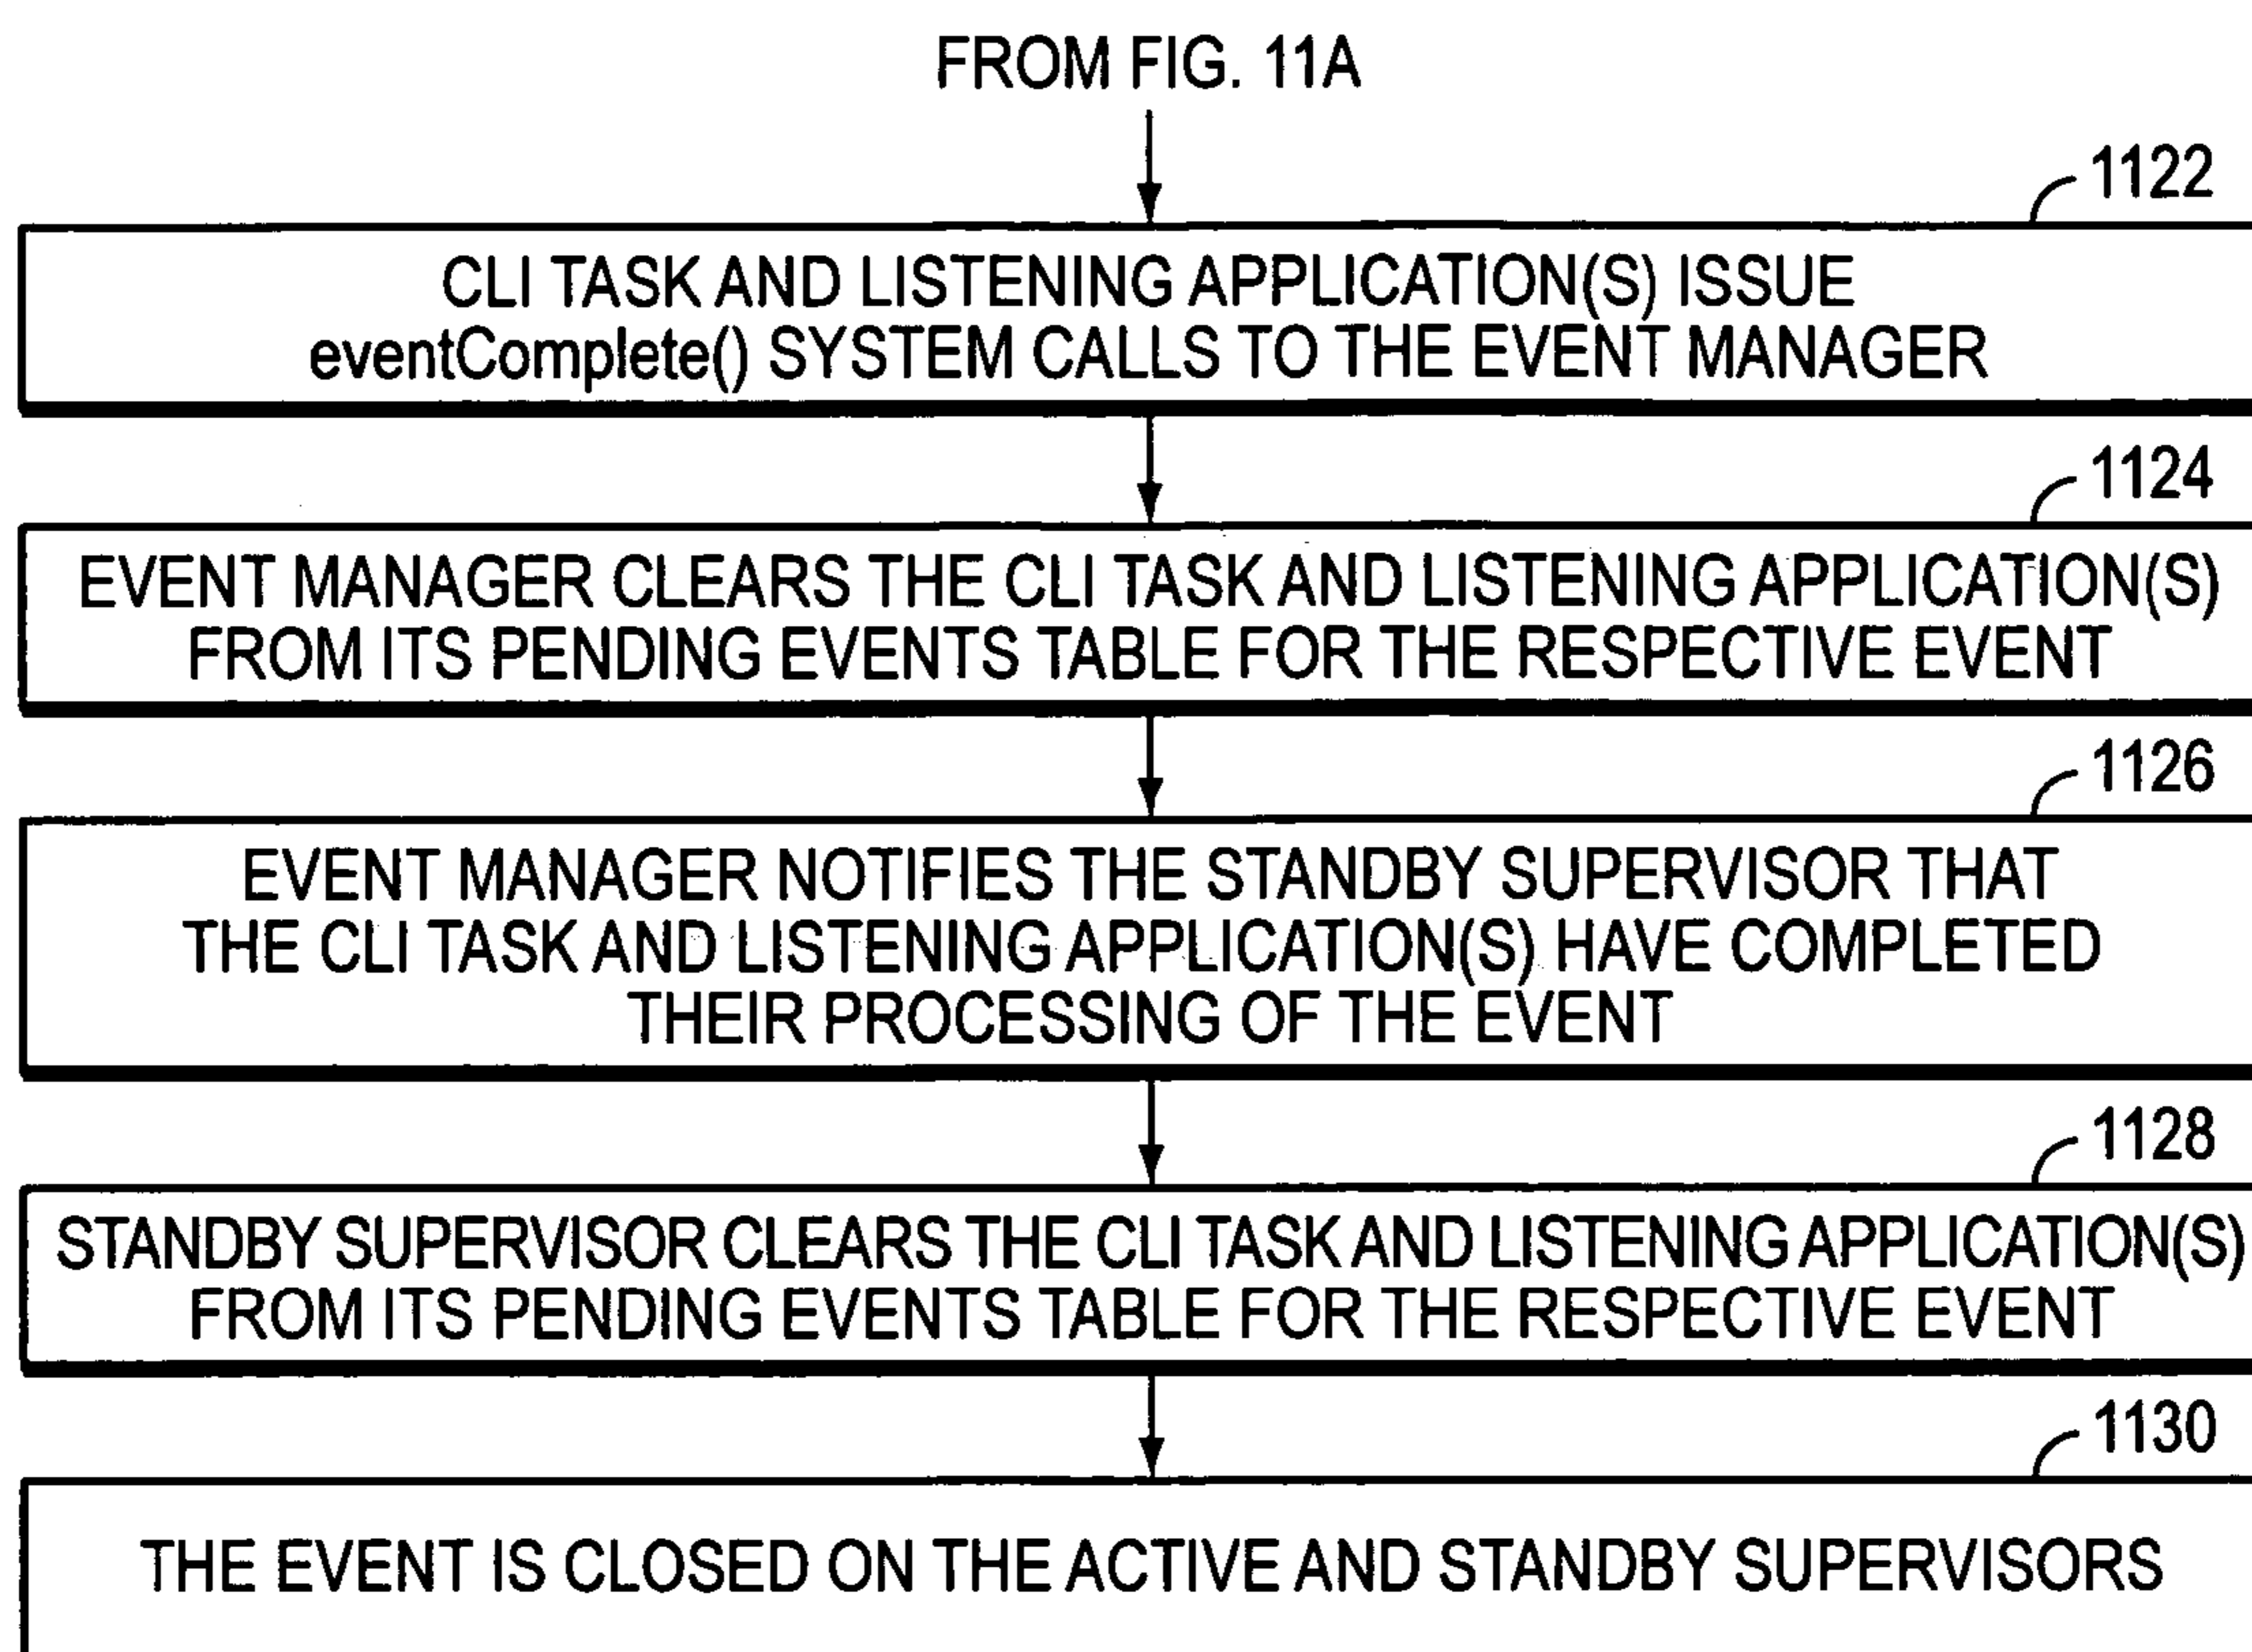 FROM FIG. 11A
1122
CLI TASK AND LISTENING APPLICATION(S) ISSUE
eventComplete() SYSTEM CALLS TO THE EVENT MANAGER
1124
EVENT MANAGER CLEARS THE CLI TASK AND LISTENING APPLICATION(S)
FROM ITS PENDING EVENTS TABLE FOR THE RESPECTIVE EVENT
1126
EVENT MANAGER NOTIFIES THE STANDBY SUPERVISOR THAT
THE CLI TASK AND LISTENING APPLICATION(S) HAVE COMPLETED
THEIR PROCESSING OF THE EVENT
1128
STANDBY SUPERVISOR CLEARS THE CLI TASK AND LISTENING APPLICATION(S)
FROM ITS PENDING EVENTS TABLE FOR THE RESPECTIVE EVENT
1130
THE EVENT IS CLOSED ON THE ACTIVE AND STANDBY SUPERVISORS